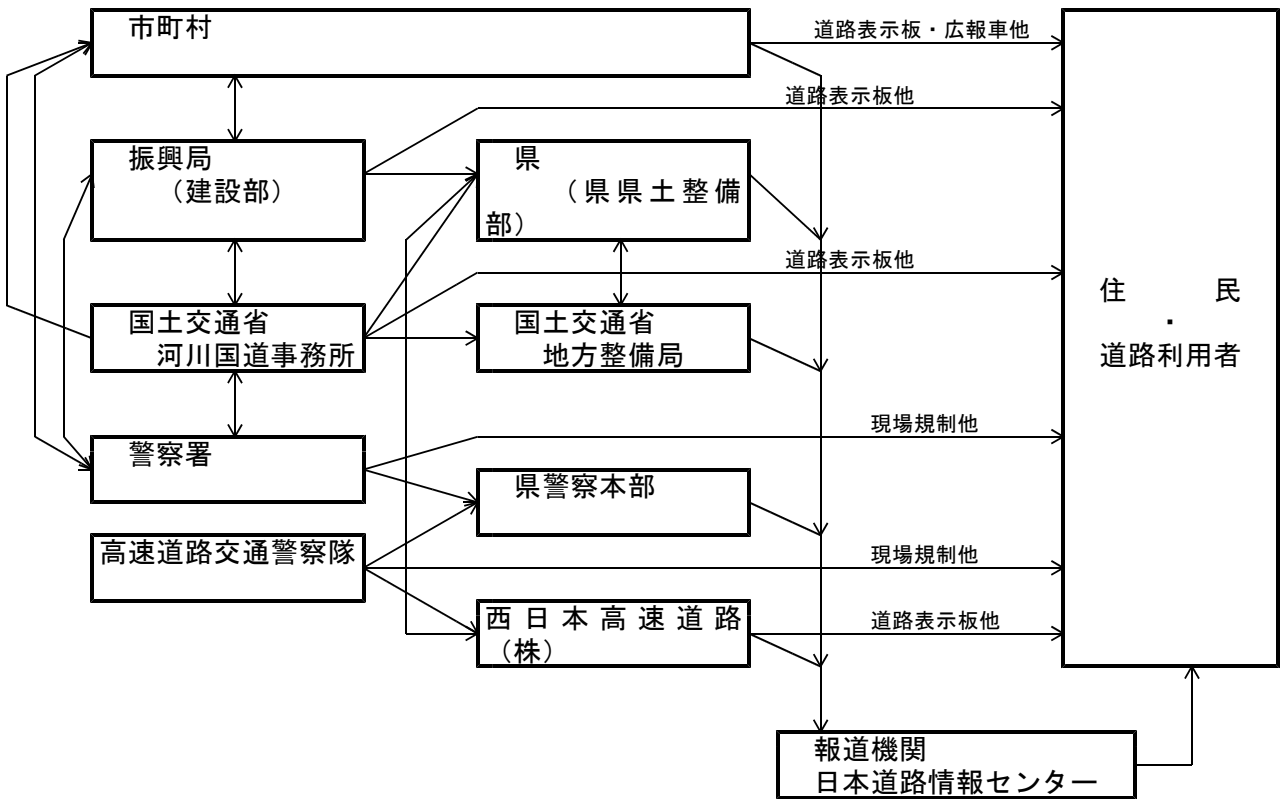 市町村
道路表示板・広報車他
道路表示板他
振興局
（建設部）
県
（県県土整備
部）
道路表示板他
国土交通省
河川国道事務所
国土交通省
地方整備局
住　　民
・
道路利用者
現場規制他
警察署
県警察本部
高速道路交通警察隊
現場規制他
西日本高速道路
（株）
道路表示板他
報道機関
日本道路情報センター